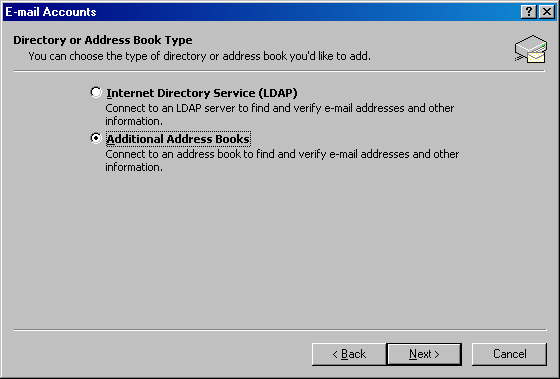 E-mail Accounts
Directory or Address Book Type
You can choose the type of directory or address book you'd like to add.
Internet Directory Service (LDAP)
Connect to an LDAP server to find and verify e-mail addresses and other
information.
Additional Address Books
Connect to an address book to find and verify e-mail addresses and other
information.
< Back
Next >
Cancel